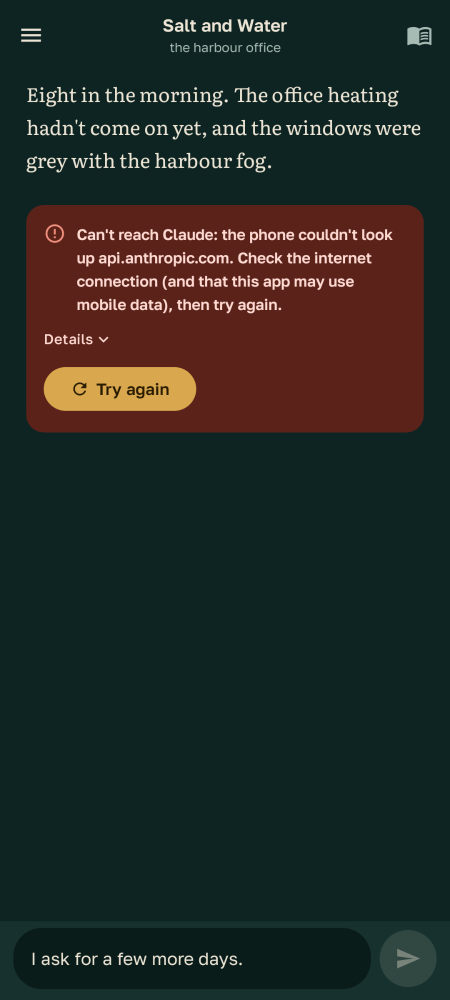 Salt and Water
the harbour office
Eight in the morning. The office heating
hadn't come on yet, and the windows were
grey with the harbour fog.
Can't reach Claude: the phone couldn't look
up api.anthropic.com. Check the internet
connection (and that this app may use
mobile data), then try again.
Details
Try again
I ask for a few more days.